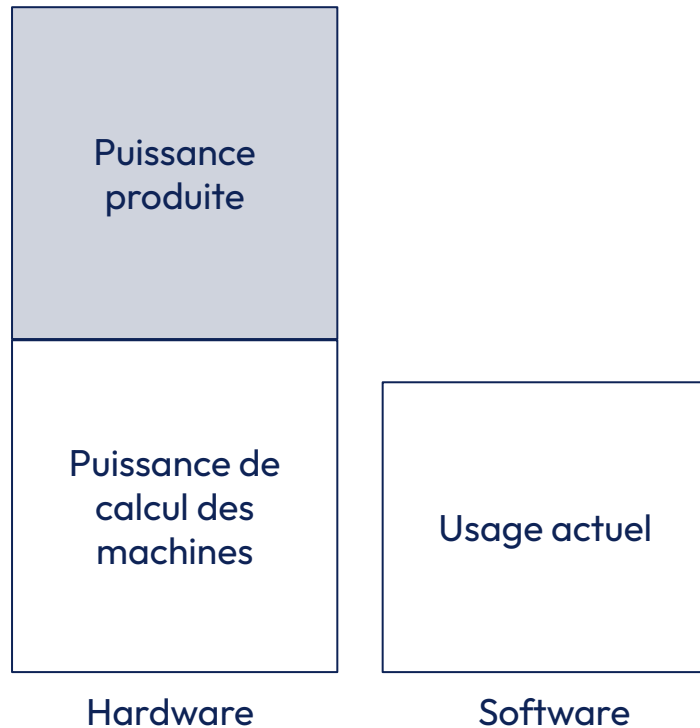 Puissance
produite
Puissance de
calcul des
machines
Usage actuel
Hardware
Software